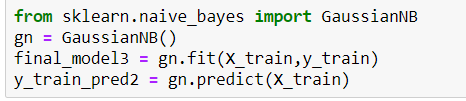 from sklearn.naive_bayes import GaussianNB
gn = GaussianNB()
final_model3 = gn.fit(X_train,y_train)
y_train_pred2 = gn.predict(X_train)